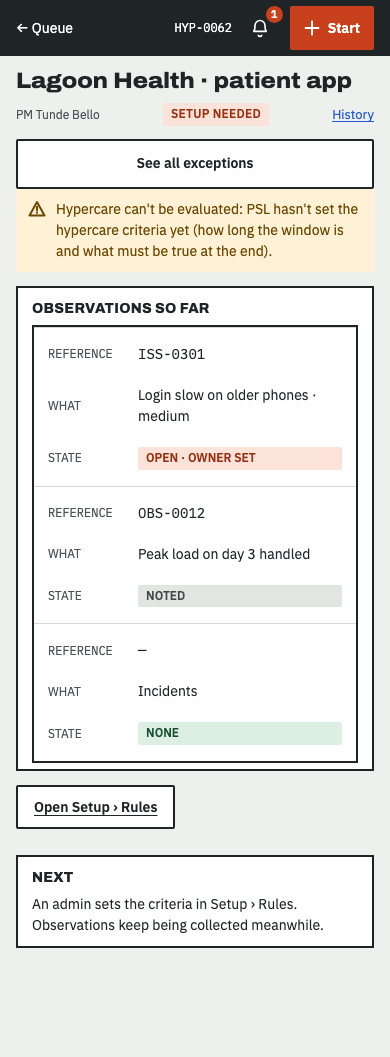 ← Queue
HYP-0062
1
+ Start
Lagoon Health · patient app
PM Tunde Bello
SETUP NEEDED
History
See all exceptions
Hypercare can't be evaluated: PSL hasn't set the
hypercare criteria yet (how long the window is
and what must be true at the end).
OBSERVATIONS SO FAR
REFERENCE ISS-0301
WHAT Login slow on older phones ·
medium
STATE OPEN · OWNER SET
REFERENCE OBS-0012
WHAT Peak load on day 3 handled
STATE NOTED
REFERENCE —
WHAT Incidents
STATE NONE
Open Setup › Rules
NEXT
An admin sets the criteria in Setup › Rules.
Observations keep being collected meanwhile.